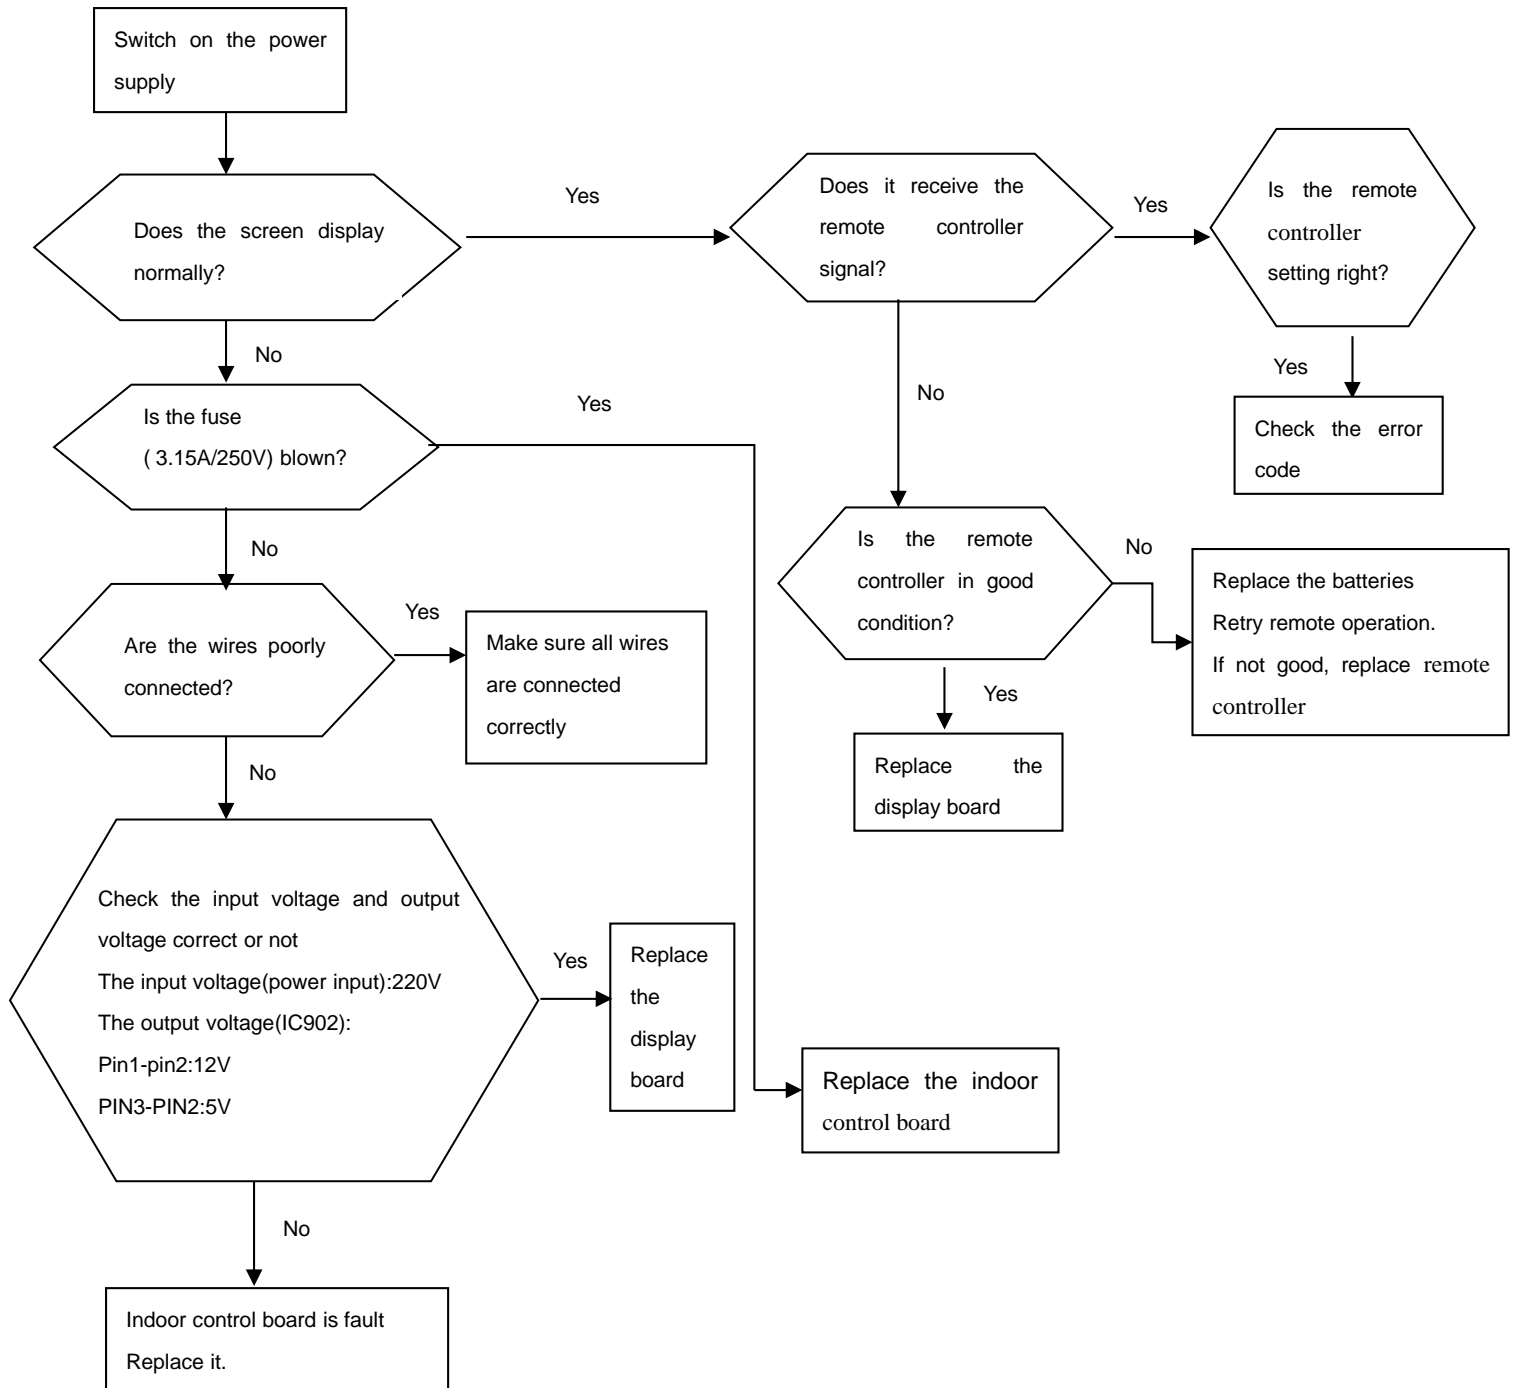 Switch on the power
supply
Does the screen display
normally?
Yes
Does it receive the
remote controller
signal?
Yes
Is the remote
controller
setting right?
Yes
Check the error
code
No
Is the fuse
( 3.15A/250V) blown?
Yes
No
Is the remote
controller in good
condition?
No
Replace the batteries
Retry remote operation.
If not good, replace remote
controller
Yes
Replace the
display board
No
Are the wires poorly
connected?
Yes
Make sure all wires
are connected
correctly
No
Check the input voltage and output
voltage correct or not
The input voltage(power input):220V
The output voltage(IC902):
Pin1-pin2:12V
PIN3-PIN2:5V
Yes
Replace
the
display
board
Replace the indoor
control board
No
Indoor control board is fault
Replace it.